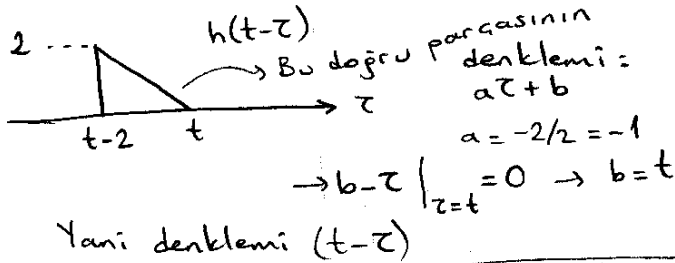 h(t-τ)
2
Bu doğru parçasının
denklemi:
aτ + b
τ
t-2
t
a = -2/2 = -1
→ b-τ |τ=t = 0 → b = t
Yani denklemi (t-τ)